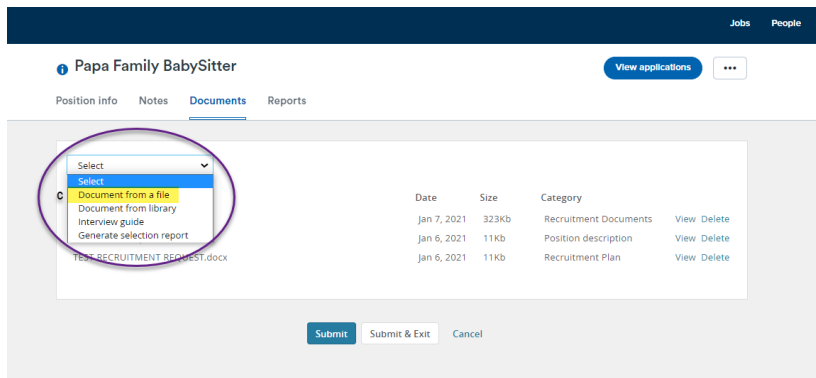 Jobs People
Papa Family BabySitter
View applications
Position info Notes Documents Reports
Select
Select
Document from a file
Document from library
Interview guide
Generate selection report
Date Size Category
Jan 7, 2021 323Kb Recruitment Documents View Delete
Jan 6, 2021 11Kb Position description View Delete
TEST RECRUITMENT REQUEST.docx Jan 6, 2021 11Kb Recruitment Plan View Delete
Submit Submit & Exit Cancel